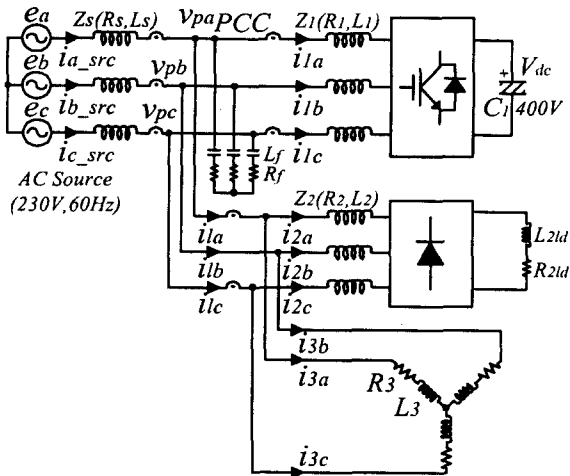 ea Zs(Rs,Ls) vpa PCC Z1(R1,L1)
ia_src i1a
eb vpb Vdc
ib_src i1b + C1 400V
ec vpc
ic_src Lf i1c
AC Source Rf
(230V,60Hz)
Z2(R2,L2)
ila i2a L2ld
ilb i2b R2ld
ilc i2c
i3b
i3a R3
L3
i3c